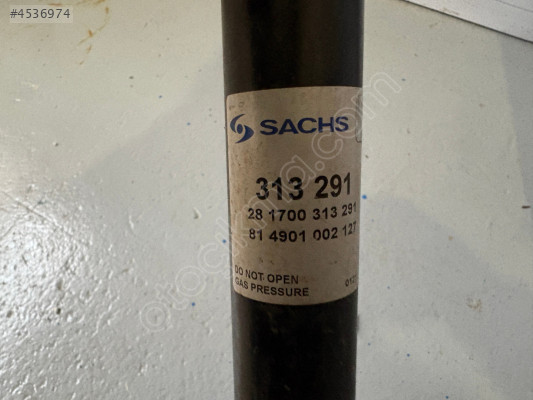 #4536974
SACHS
313 291
28 1700 313 291
81 4901 002 127
DO NOT OPEN
GAS PRESSURE